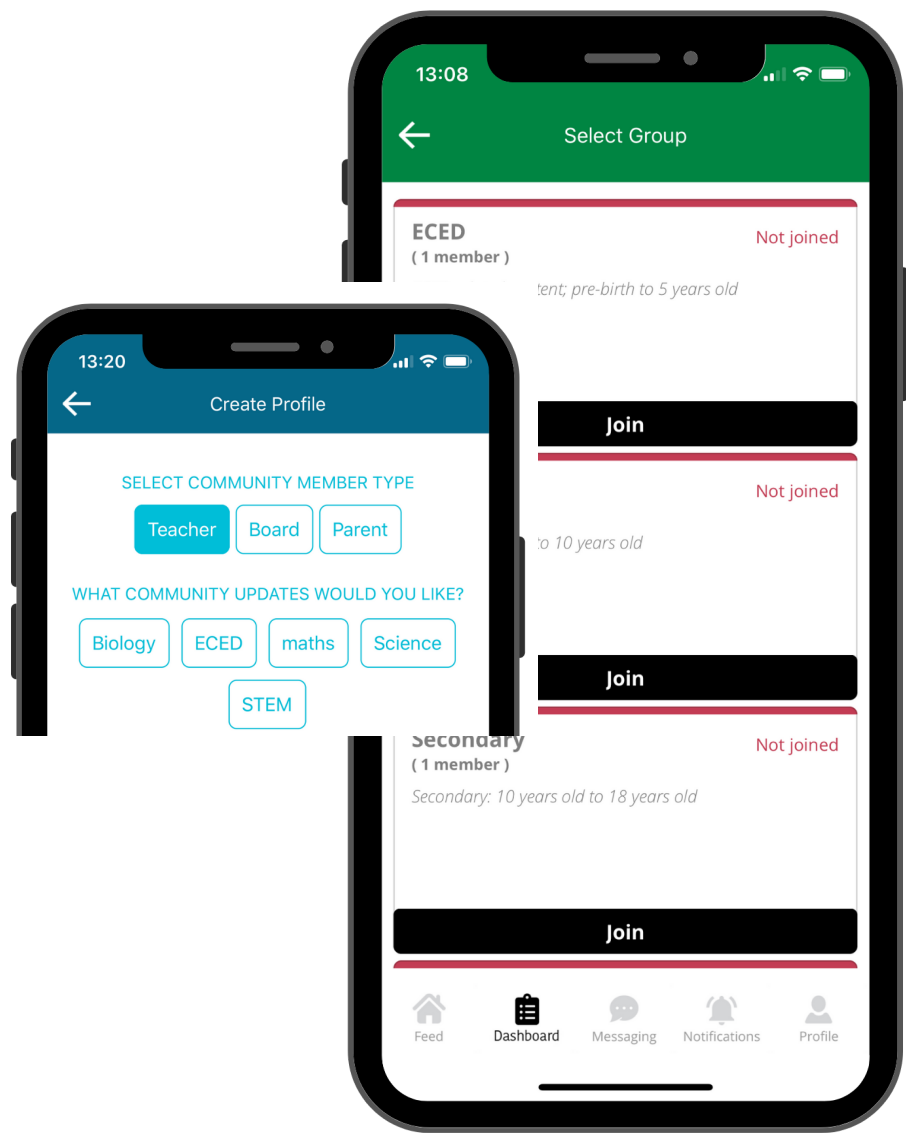 13:08
Select Group
ECED
Not joined
( 1 member )
pre-birth to 5 years old
Join
Not joined
10 years old
Join
Secondary
Not joined
( 1 member )
Secondary: 10 years old to 18 years old
Join
Feed
Dashboard
Messaging
Notifications
Profile
13:20
Create Profile
SELECT COMMUNITY MEMBER TYPE
Teacher
Board
Parent
WHAT COMMUNITY UPDATES WOULD YOU LIKE?
Biology
ECED
maths
Science
STEM